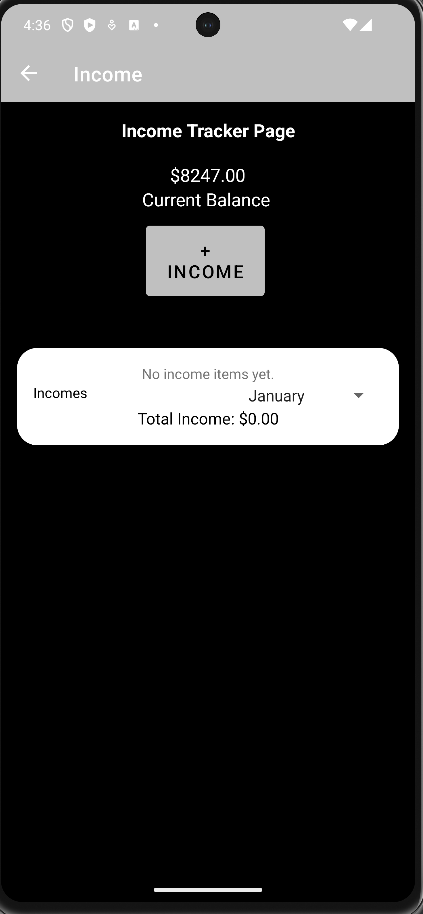 4:36
Income
Income Tracker Page
$8247.00
Current Balance
+
INCOME
No income items yet.
Incomes
January
Total Income: $0.00